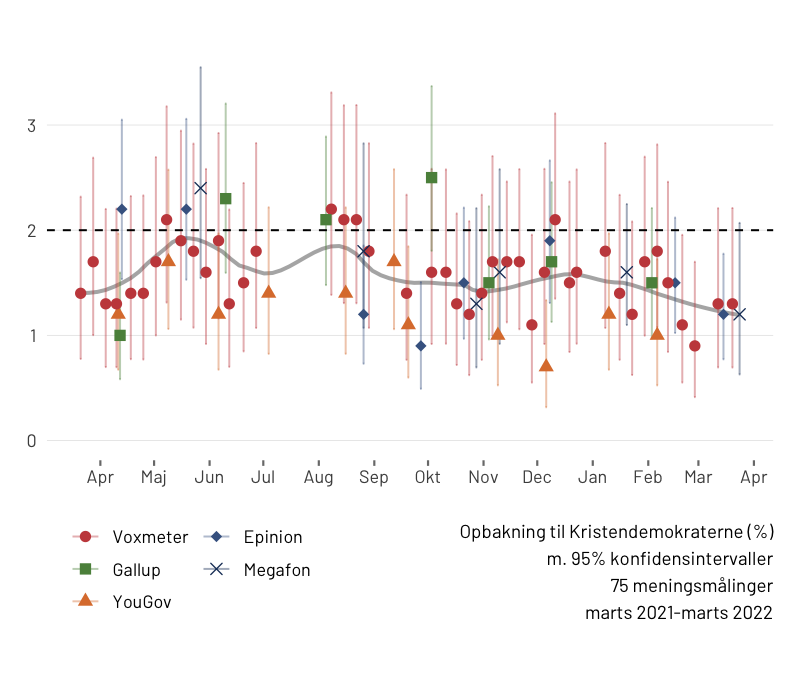 3
2
1
0
Apr Maj Jun Jul Aug Sep Okt Nov Dec Jan Feb Mar Apr
Voxmeter Epinion
Gallup Megafon
YouGov
Opbakning til Kristendemokraterne (%)
m. 95% konfidensintervaller
75 meningsmålinger
marts 2021-marts 2022